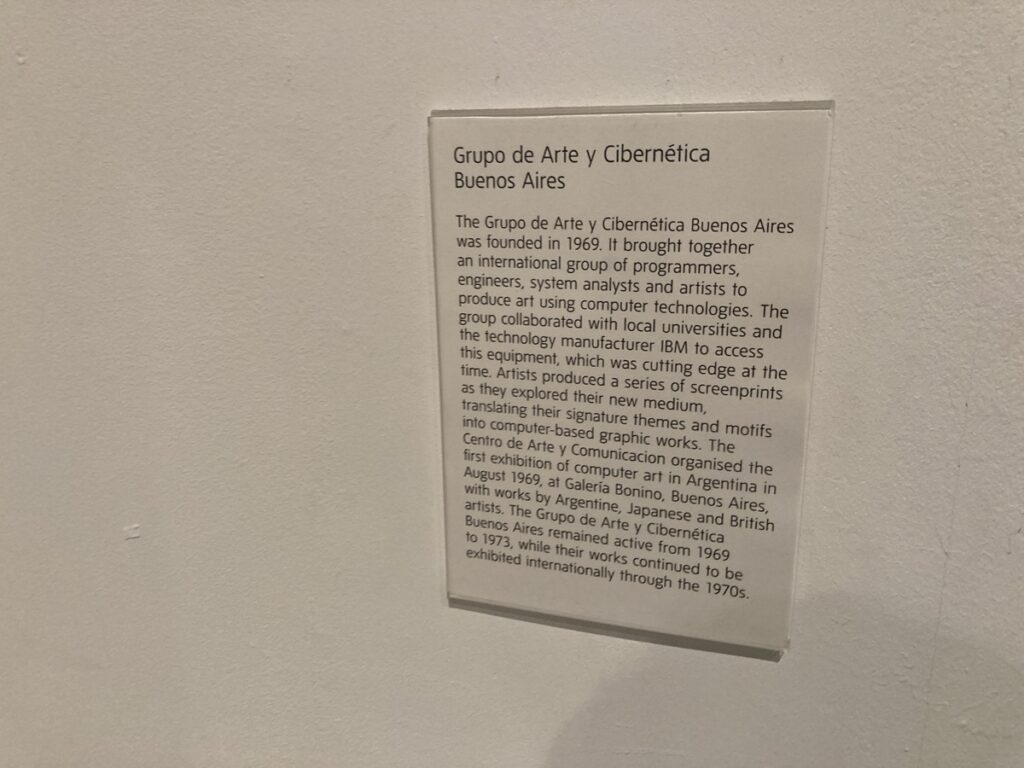 Grupo de Arte y Cibernética
Buenos Aires
The Grupo de Arte y Cibernética Buenos Aires
was founded in 1969. It brought together
an international group of programmers,
engineers, system analysts and artists to
produce art using computer technologies. The
group collaborated with local universities and
the technology manufacturer IBM to access
this equipment, which was cutting edge at the
time. Artists produced a series of screenprints
as they explored their new medium,
translating their signature themes and motifs
into computer-based graphic works. The
Centro de Arte y Comunicacion organised the
first exhibition of computer art in Argentina in
August 1969, at Galería Bonino, Buenos Aires,
with works by Argentine, Japanese and British
artists. The Grupo de Arte y Cibernética
Buenos Aires remained active from 1969
to 1973, while their works continued to be
exhibited internationally through the 1970s.